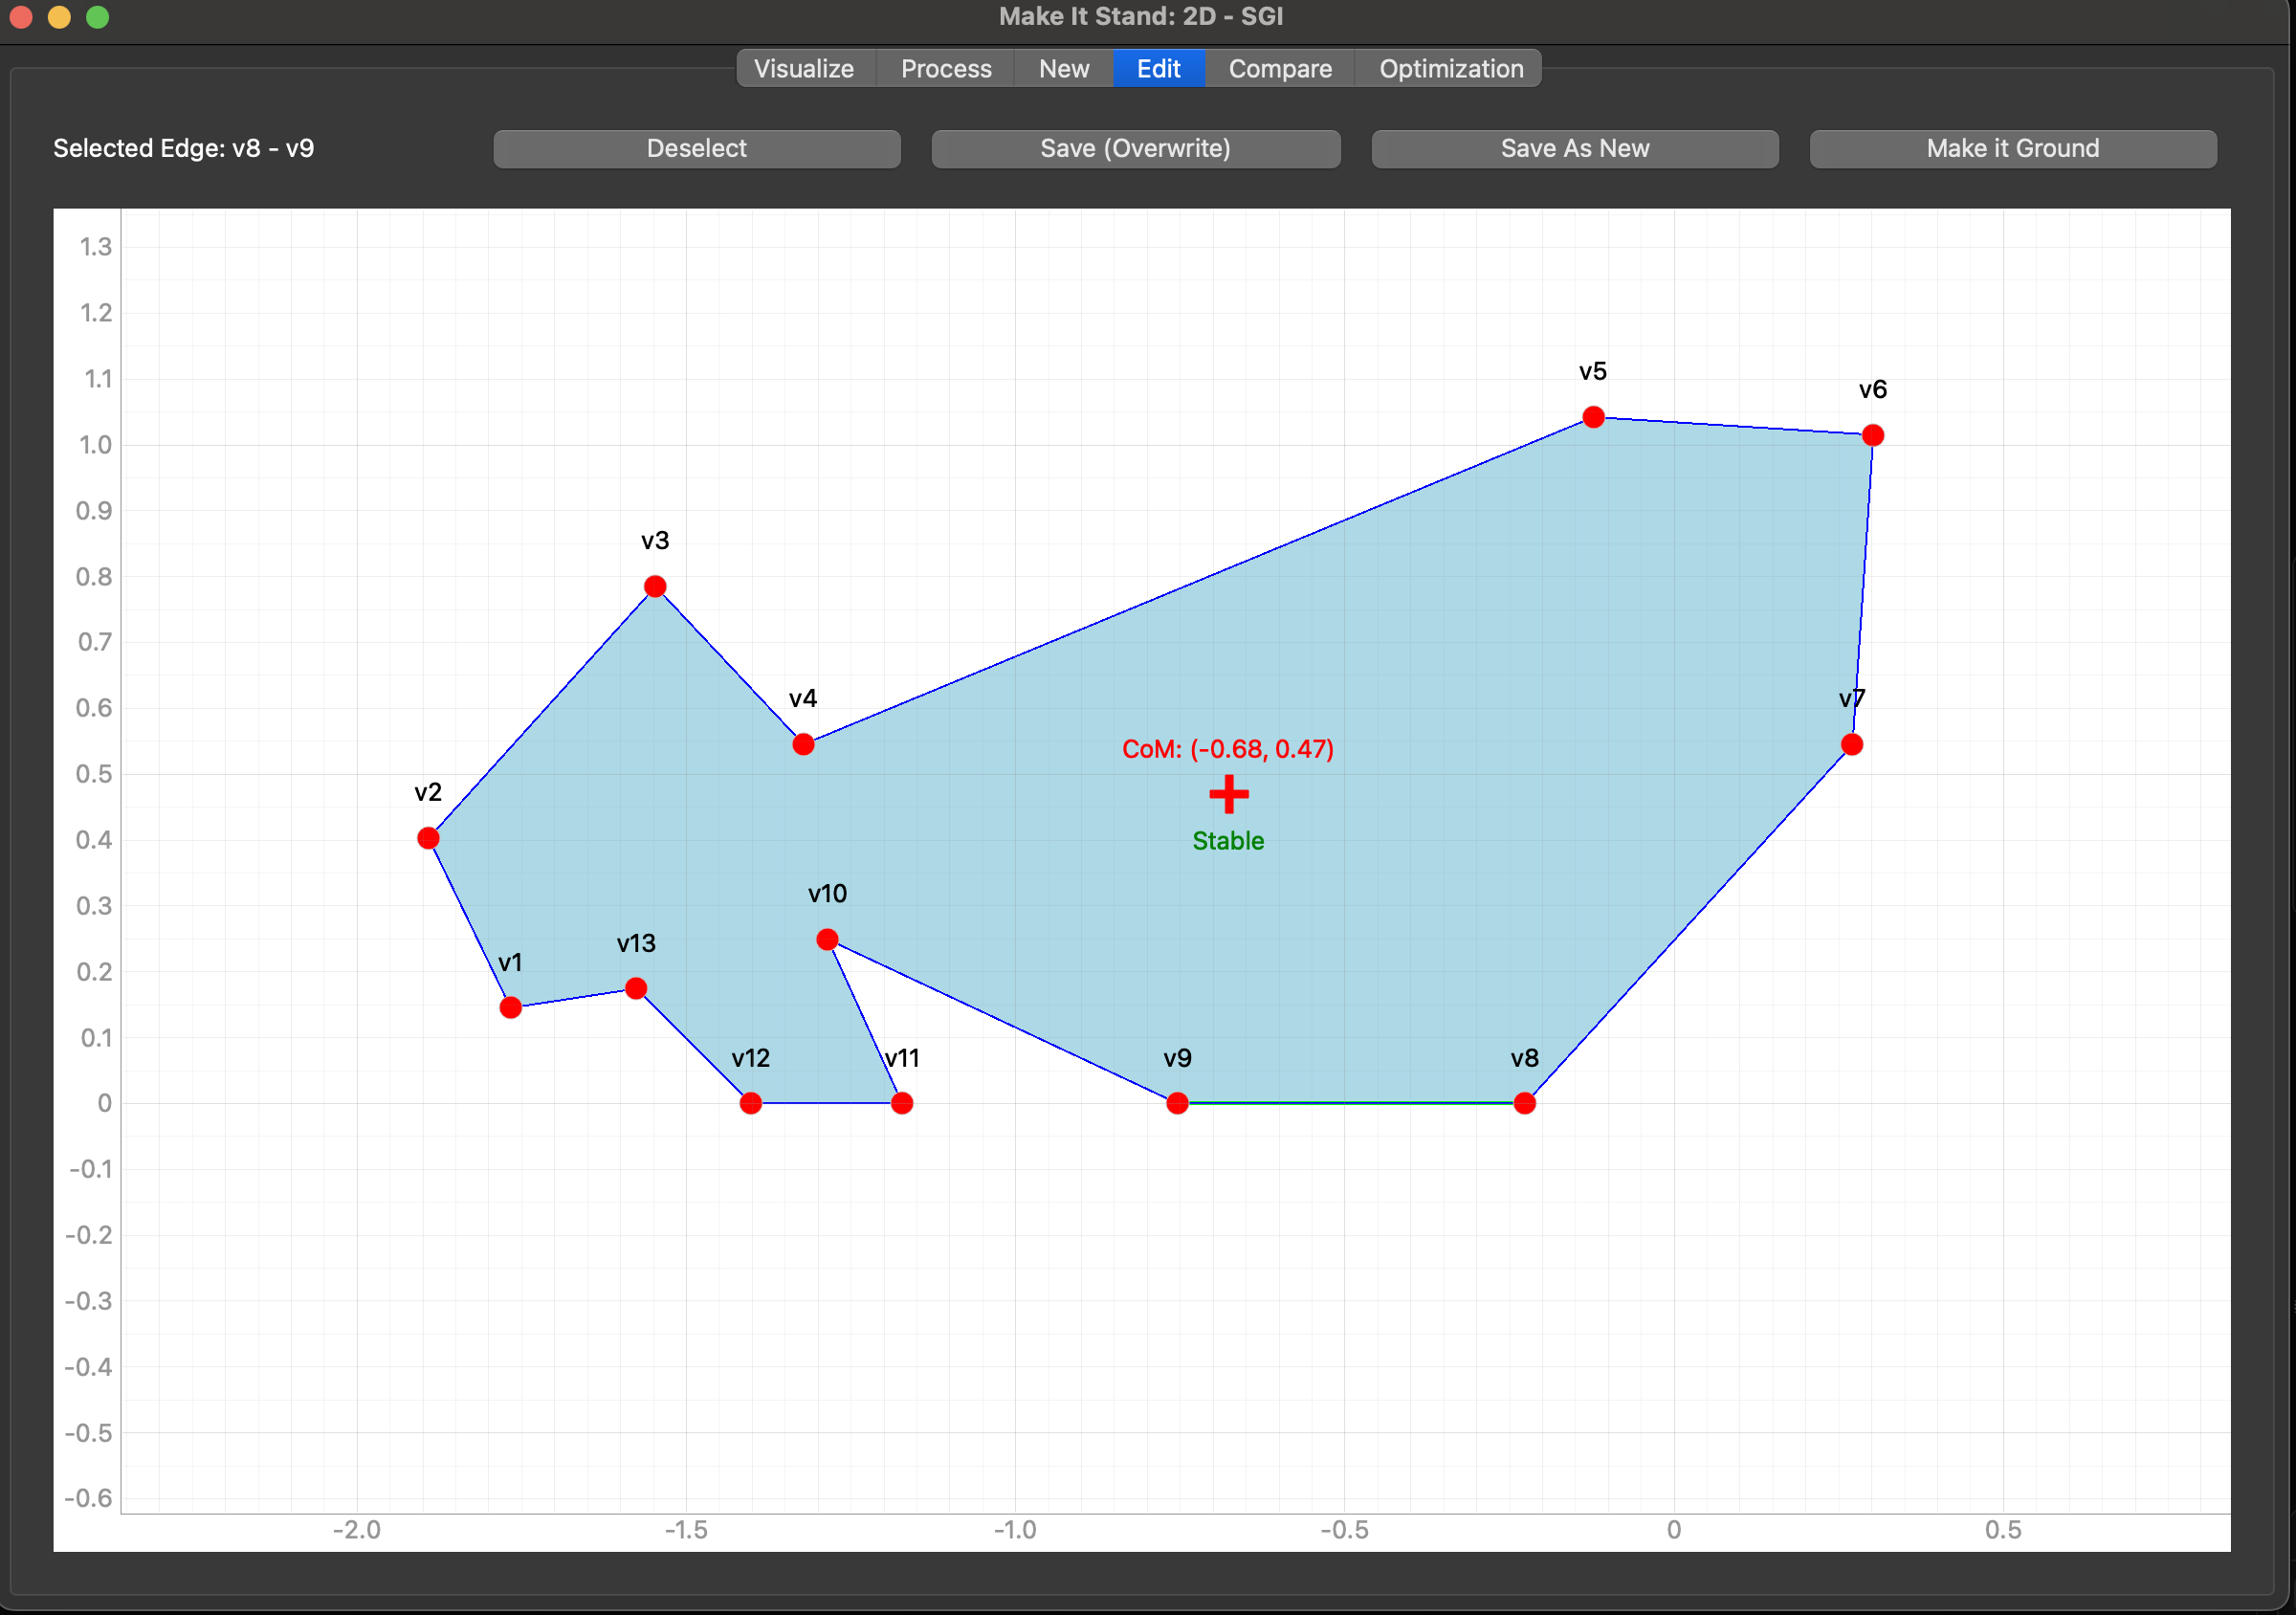 Make It Stand: 2D - SGI
Visualize Process New Edit Compare Optimization
Selected Edge: v8 - v9 Deselect Save (Overwrite) Save As New Make it Ground
1.3
1.2
v5
1.1
v6
1.0
0.9
v3
0.8
0.7
v4
v7
0.6
CoM: (-0.68, 0.47)
0.5
v2
0.4
Stable
v10
0.3
v13
v1
0.2
0.1
v12
v11
v9
v8
0
-0.1
-0.2
-0.3
-0.4
-0.5
-0.6
-2.0 -1.5 -1.0 -0.5 0 0.5